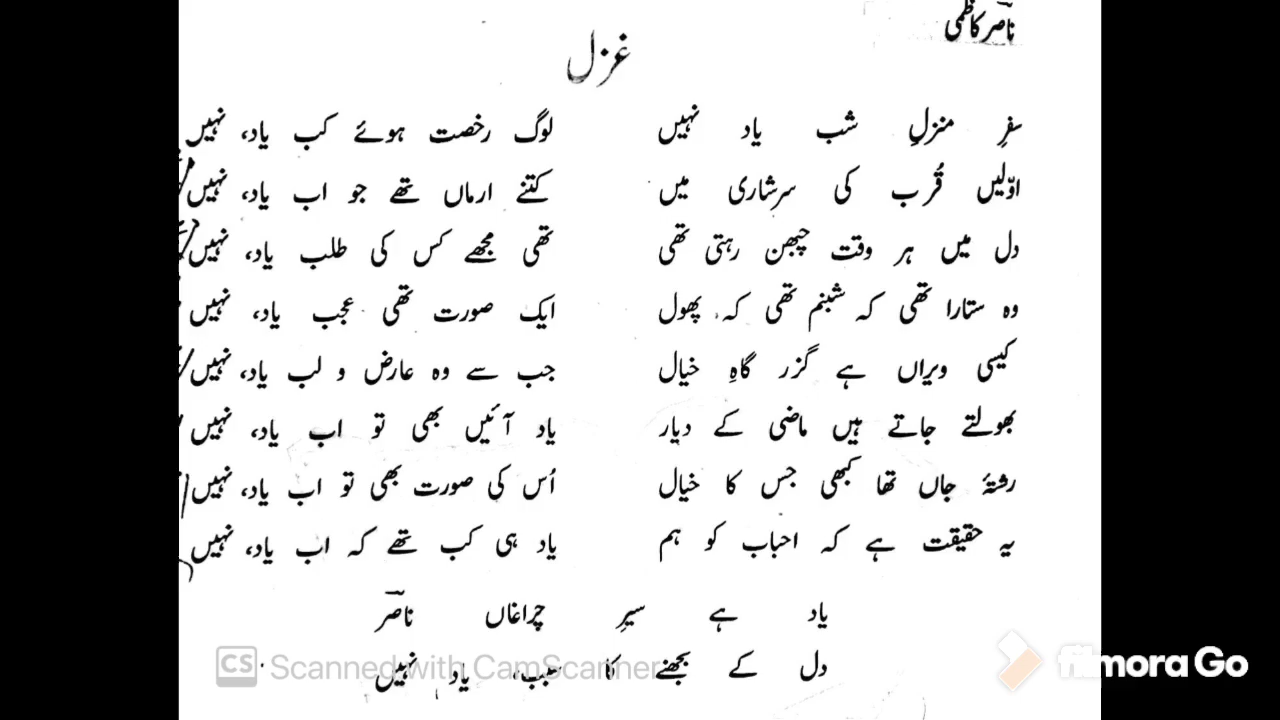 ناصر کاظمی
غزل
سفرِ منزلِ شب یاد نہیں لوگ رخصت ہوئے کب یاد، نہیں
اوّلیں قُرب کی سرشاری میں کتنے ارماں تھے جو اب یاد، نہیں
دل میں ہر وقت چبھن رہتی تھی تھی مجھے کس کی طلب یاد، نہیں
وہ ستارا تھی کہ شبنم تھی کہ پھول ایک صورت تھی عجب یاد، نہیں
کیسی ویراں ہے گزر گاہِ خیال جب سے وہ عارض و لب یاد، نہیں
بھولتے جاتے ہیں ماضی کے دیار یاد آئیں بھی تو اب یاد، نہیں
رشتۂ جاں تھا کبھی جس کا خیال اُس کی صورت بھی تو اب یاد، نہیں
یہ حقیقت ہے کہ احباب کو ہم یاد ہی کب تھے کہ اب یاد، نہیں
یاد ہے سیرِ چراغاں ناصر
دل کے بجھنے کا سبب، یاد نہیں
CS Scanned with CamScanner
filmora Go